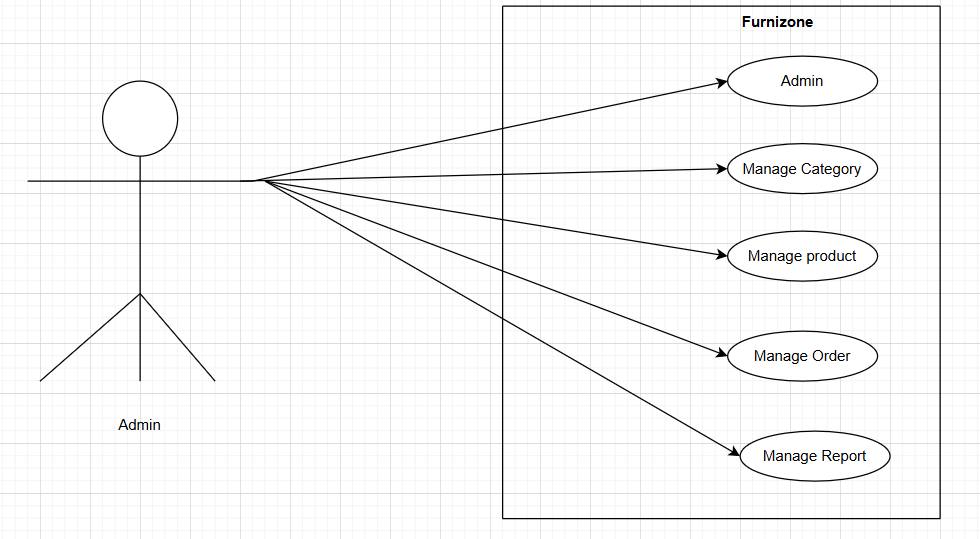 Furnizone
Admin
Manage Category
Manage product
Manage Order
Manage Report
Admin